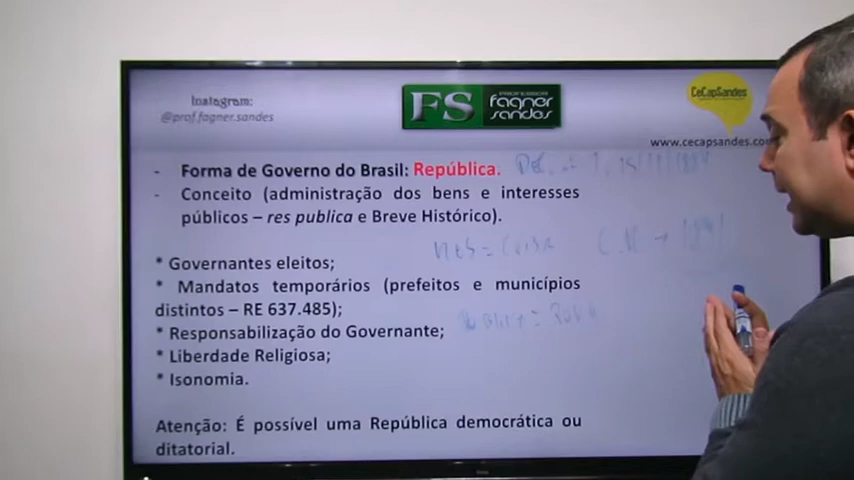 Instagram:
@prof.fagner.sandes
FS PROFESSOR
fagner
sandes
CeCapSandes
www.cecapsandes.co
- Forma de Governo do Brasil: República.
- Conceito (administração dos bens e interesses
públicos – res publica e Breve Histórico).
* Governantes eleitos;
* Mandatos temporários (prefeitos e municípios
distintos – RE 637.485);
* Responsabilização do Governante;
* Liberdade Religiosa;
* Isonomia.
Atenção: É possível uma República democrática ou
ditatorial.